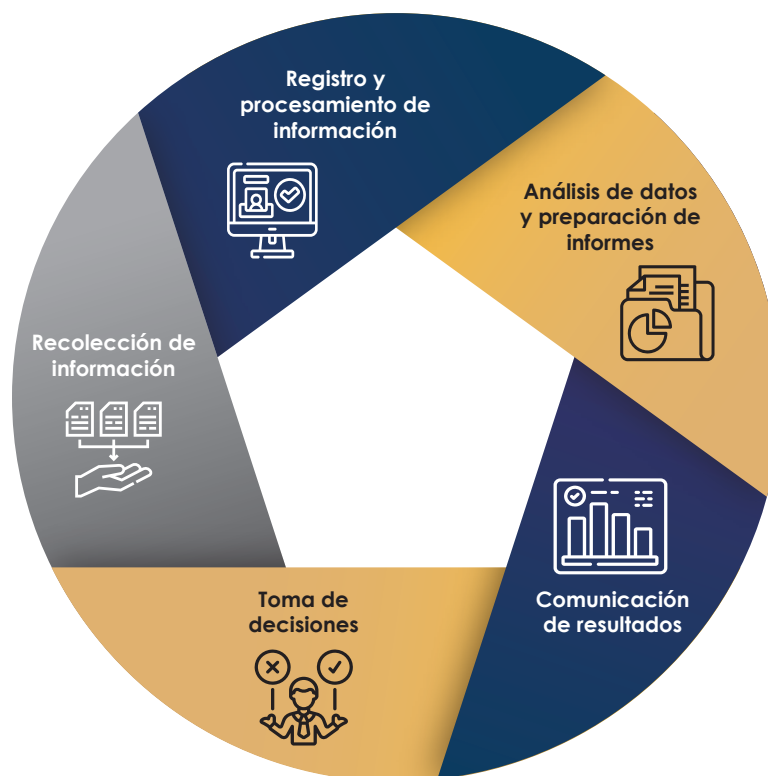 Registro y
procesamiento de
información
Análisis de datos
y preparación de
informes
Recolección de
información
Comunicación
de resultados
Toma de
decisiones